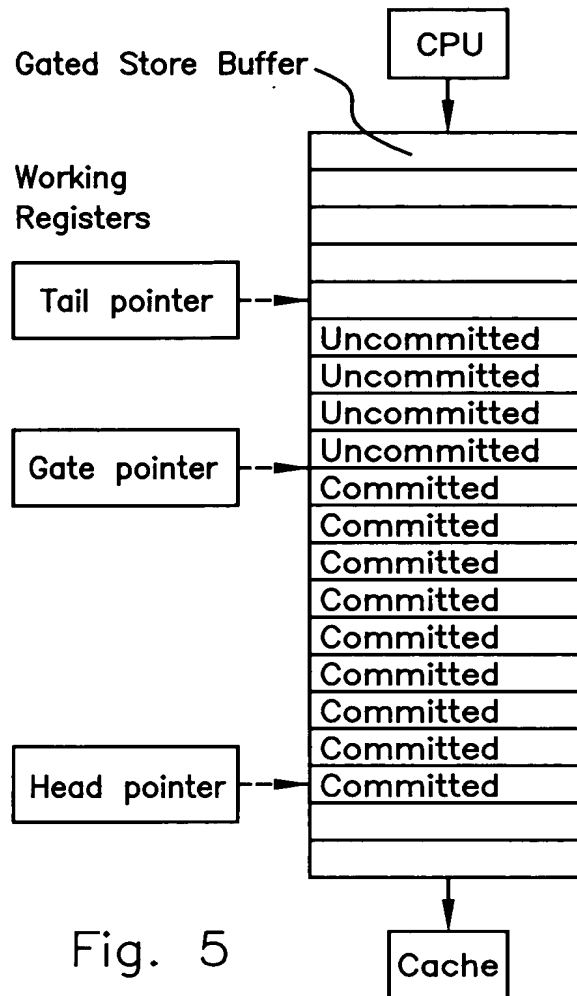 CPU
Gated Store Buffer
Working
Registers
Tail pointer
Uncommitted
Uncommitted
Uncommitted
Uncommitted
Gate pointer
Committed
Committed
Committed
Committed
Committed
Committed
Committed
Committed
Head pointer
Committed
Fig. 5
Cache